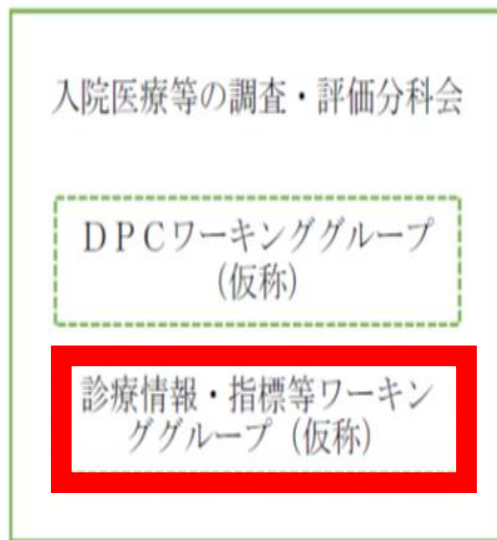 入院医療等の調査・評価分科会
ＤＰＣワーキンググループ
（仮称）
診療情報・指標等ワーキン
ググループ（仮称）